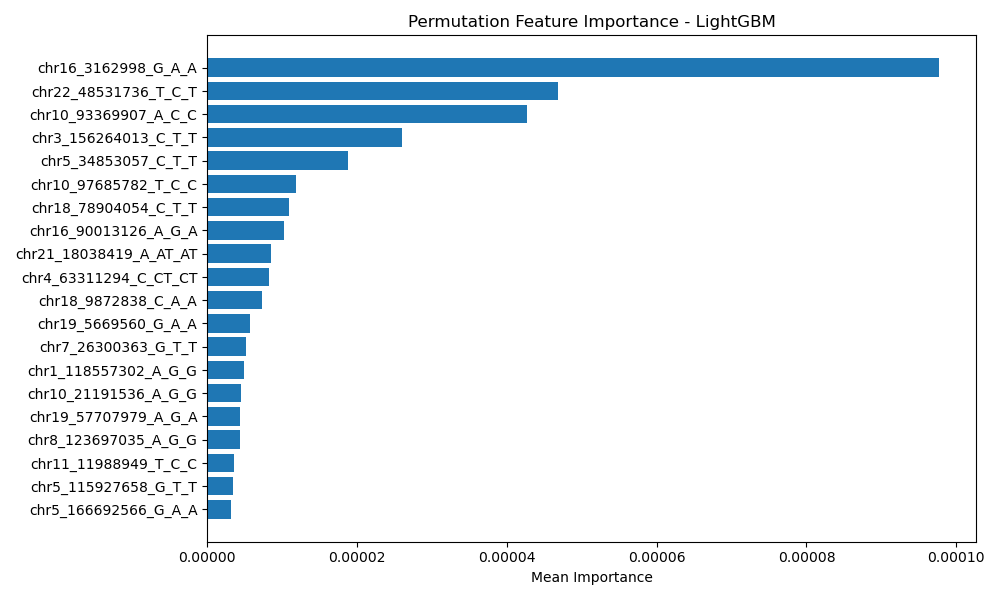 Permutation Feature Importance - LightGBM
chr16_3162998_G_A_A
chr22_48531736_T_C_T
chr10_93369907_A_C_C
chr3_156264013_C_T_T
chr5_34853057_C_T_T
chr10_97685782_T_C_C
chr18_78904054_C_T_T
chr16_90013126_A_G_A
chr21_18038419_A_AT_AT
chr4_63311294_C_CT_CT
chr18_9872838_C_A_A
chr19_5669560_G_A_A
chr7_26300363_G_T_T
chr1_118557302_A_G_G
chr10_21191536_A_G_G
chr19_57707979_A_G_A
chr8_123697035_A_G_G
chr11_11988949_T_C_C
chr5_115927658_G_T_T
chr5_166692566_G_A_A
0.00000 0.00002 0.00004 0.00006 0.00008 0.00010
Mean Importance